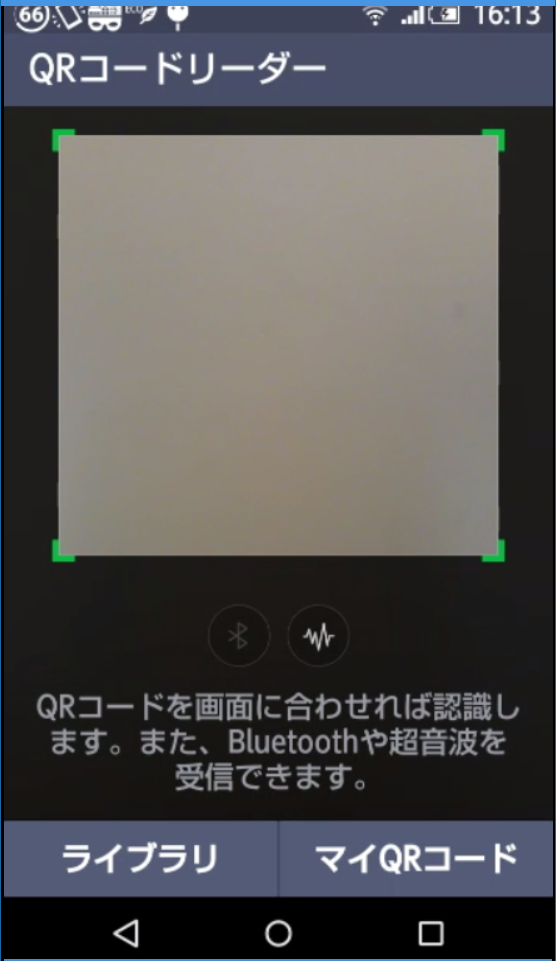 66 ECO 16:13
QRコードリーダー
QRコードを画面に合わせれば認識し
ます。また、Bluetoothや超音波を
受信できます。
ライブラリ マイQRコード